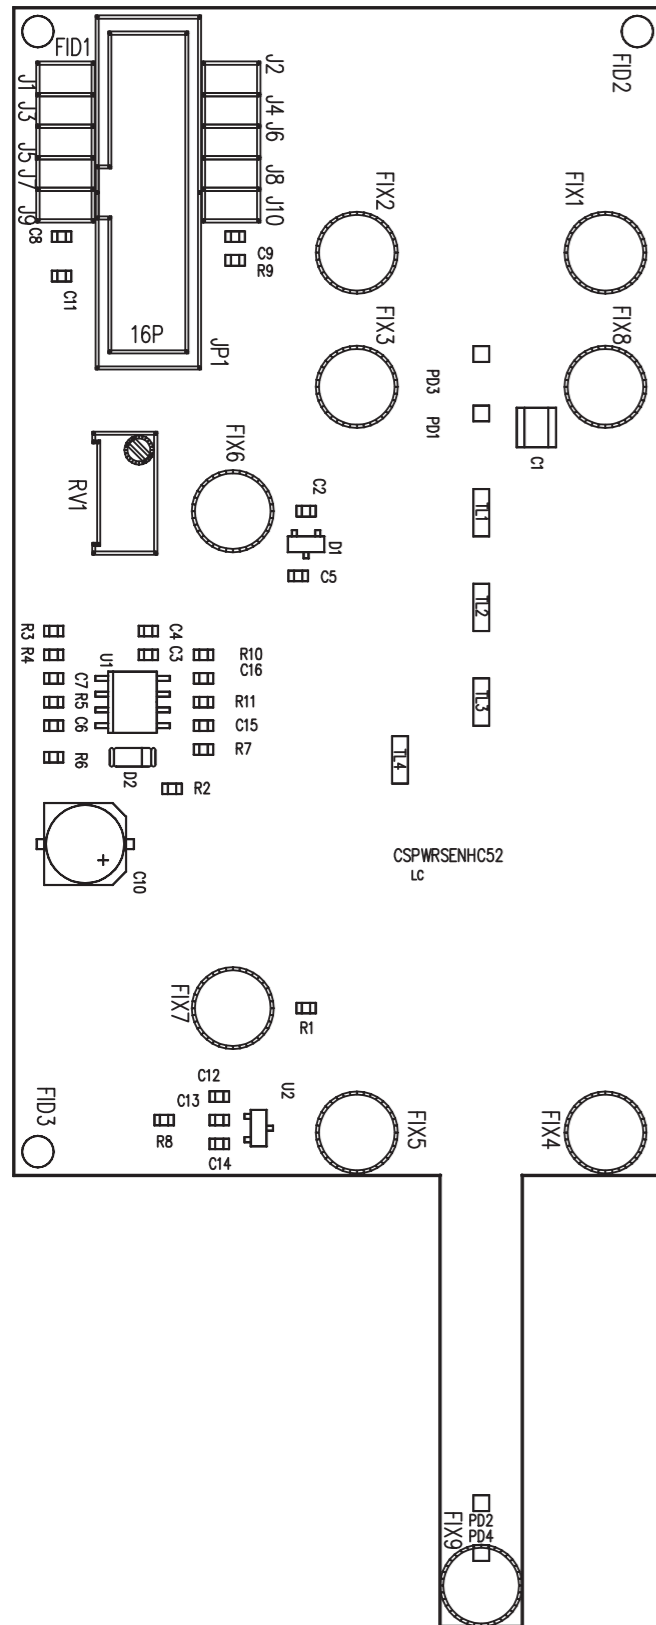 FID1
FID2
J1
J2
J3
J4
J5
J6
J7
J8
J9
J10
C8
C9
R9
C11
16P
JP1
FIX2
FIX1
FIX3
FIX8
PD3
PD1
C1
RV1
FIX6
C2
D1
C5
TL1
TL2
TL3
TL4
R3
R4
C7
R5
C6
R6
U1
C4
C3
R10
C16
R11
C15
R7
D2
R2
+
C10
CSPWRSENHC52
LC
FIX7
R1
FID3
C12
C13
U2
R8
C14
FIX5
FIX4
PD2
PD4
FIX9